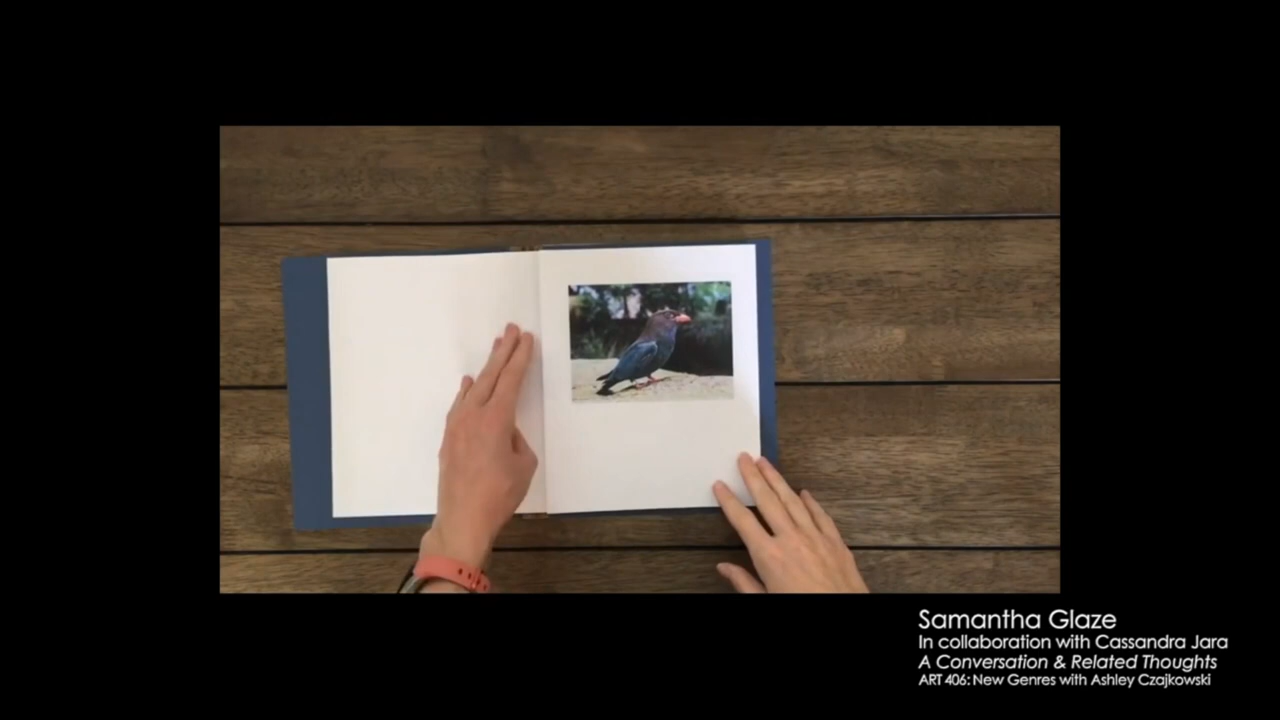 Samantha Glaze
In collaboration with Cassandra Jara
A Conversation & Related Thoughts
ART 406: New Genres with Ashley Czajkowski